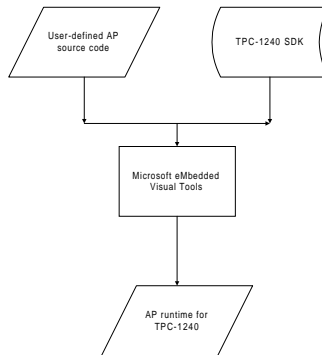 User-defined AP
source code
TPC-1240 SDK
Microsoft eMbedded
Visual Tools
AP runtime for
TPC-1240